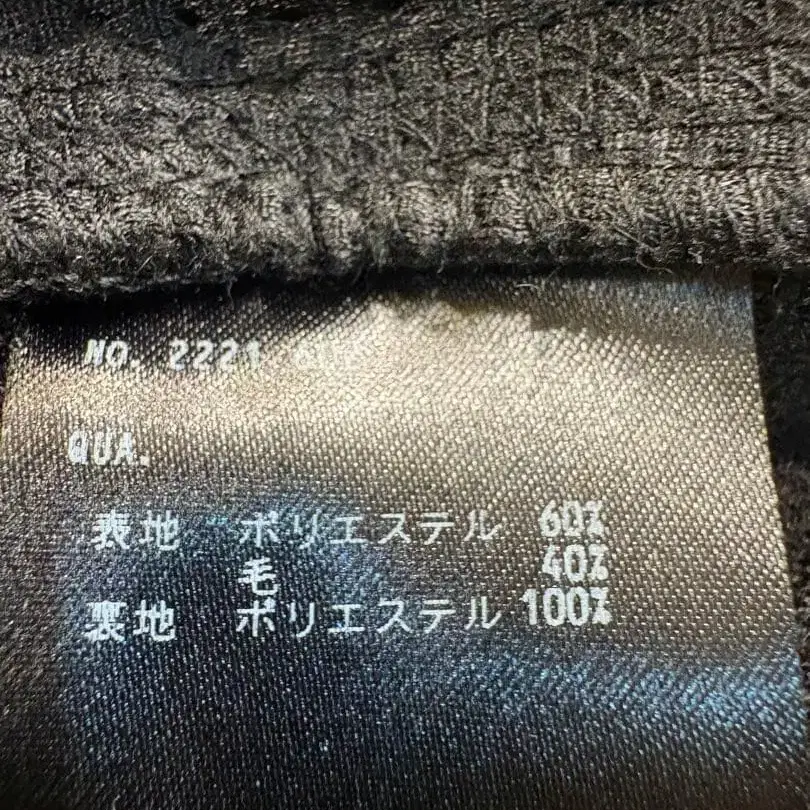 NO. 2221
QUA.
表地 ポリエステル 60%
毛 40%
裏地 ポリエステル 100%